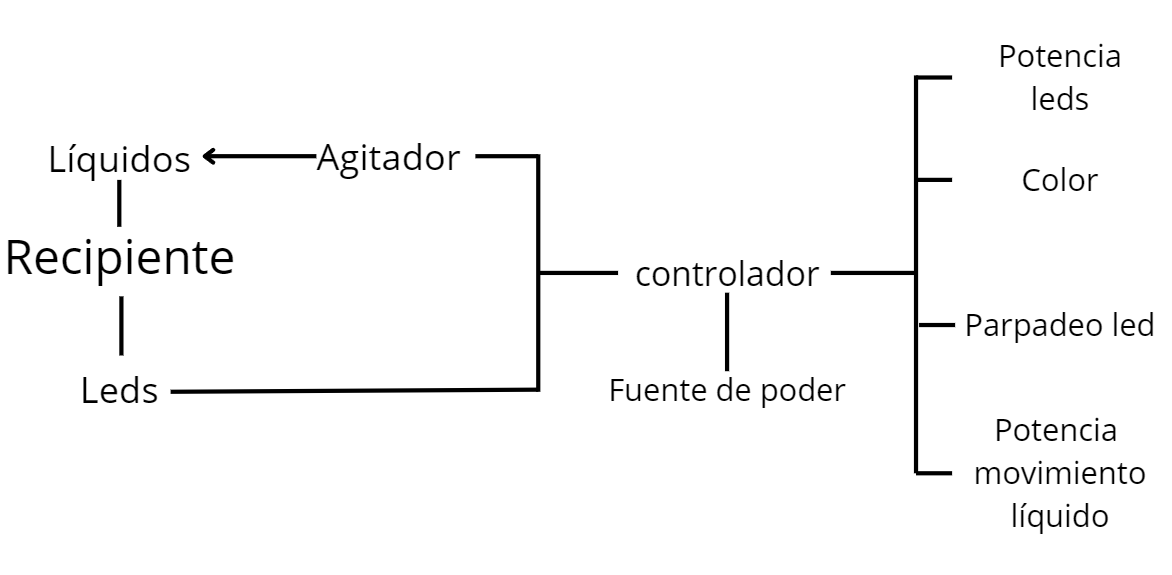 Potencia
leds
Líquidos
Agitador
Color
Recipiente
controlador
Parpadeo led
Leds
Fuente de poder
Potencia
movimiento
líquido